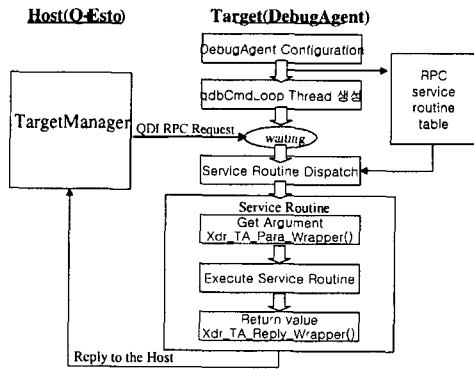 Host(Q-Esto)
Target(DebugAgent)
DebugAgent Configuration
qdbCmd_loop Thread 생성
RPC
service
routine
table
TargetManager
QDI RPC Request
waiting
Service Routine Dispatch
Service Routine
Get Argument
Xdr_TA_Para_Wrapper()
Execute Service Routine
Return value
Xdr_TA_Reply_Wrapper()
Reply to the Host